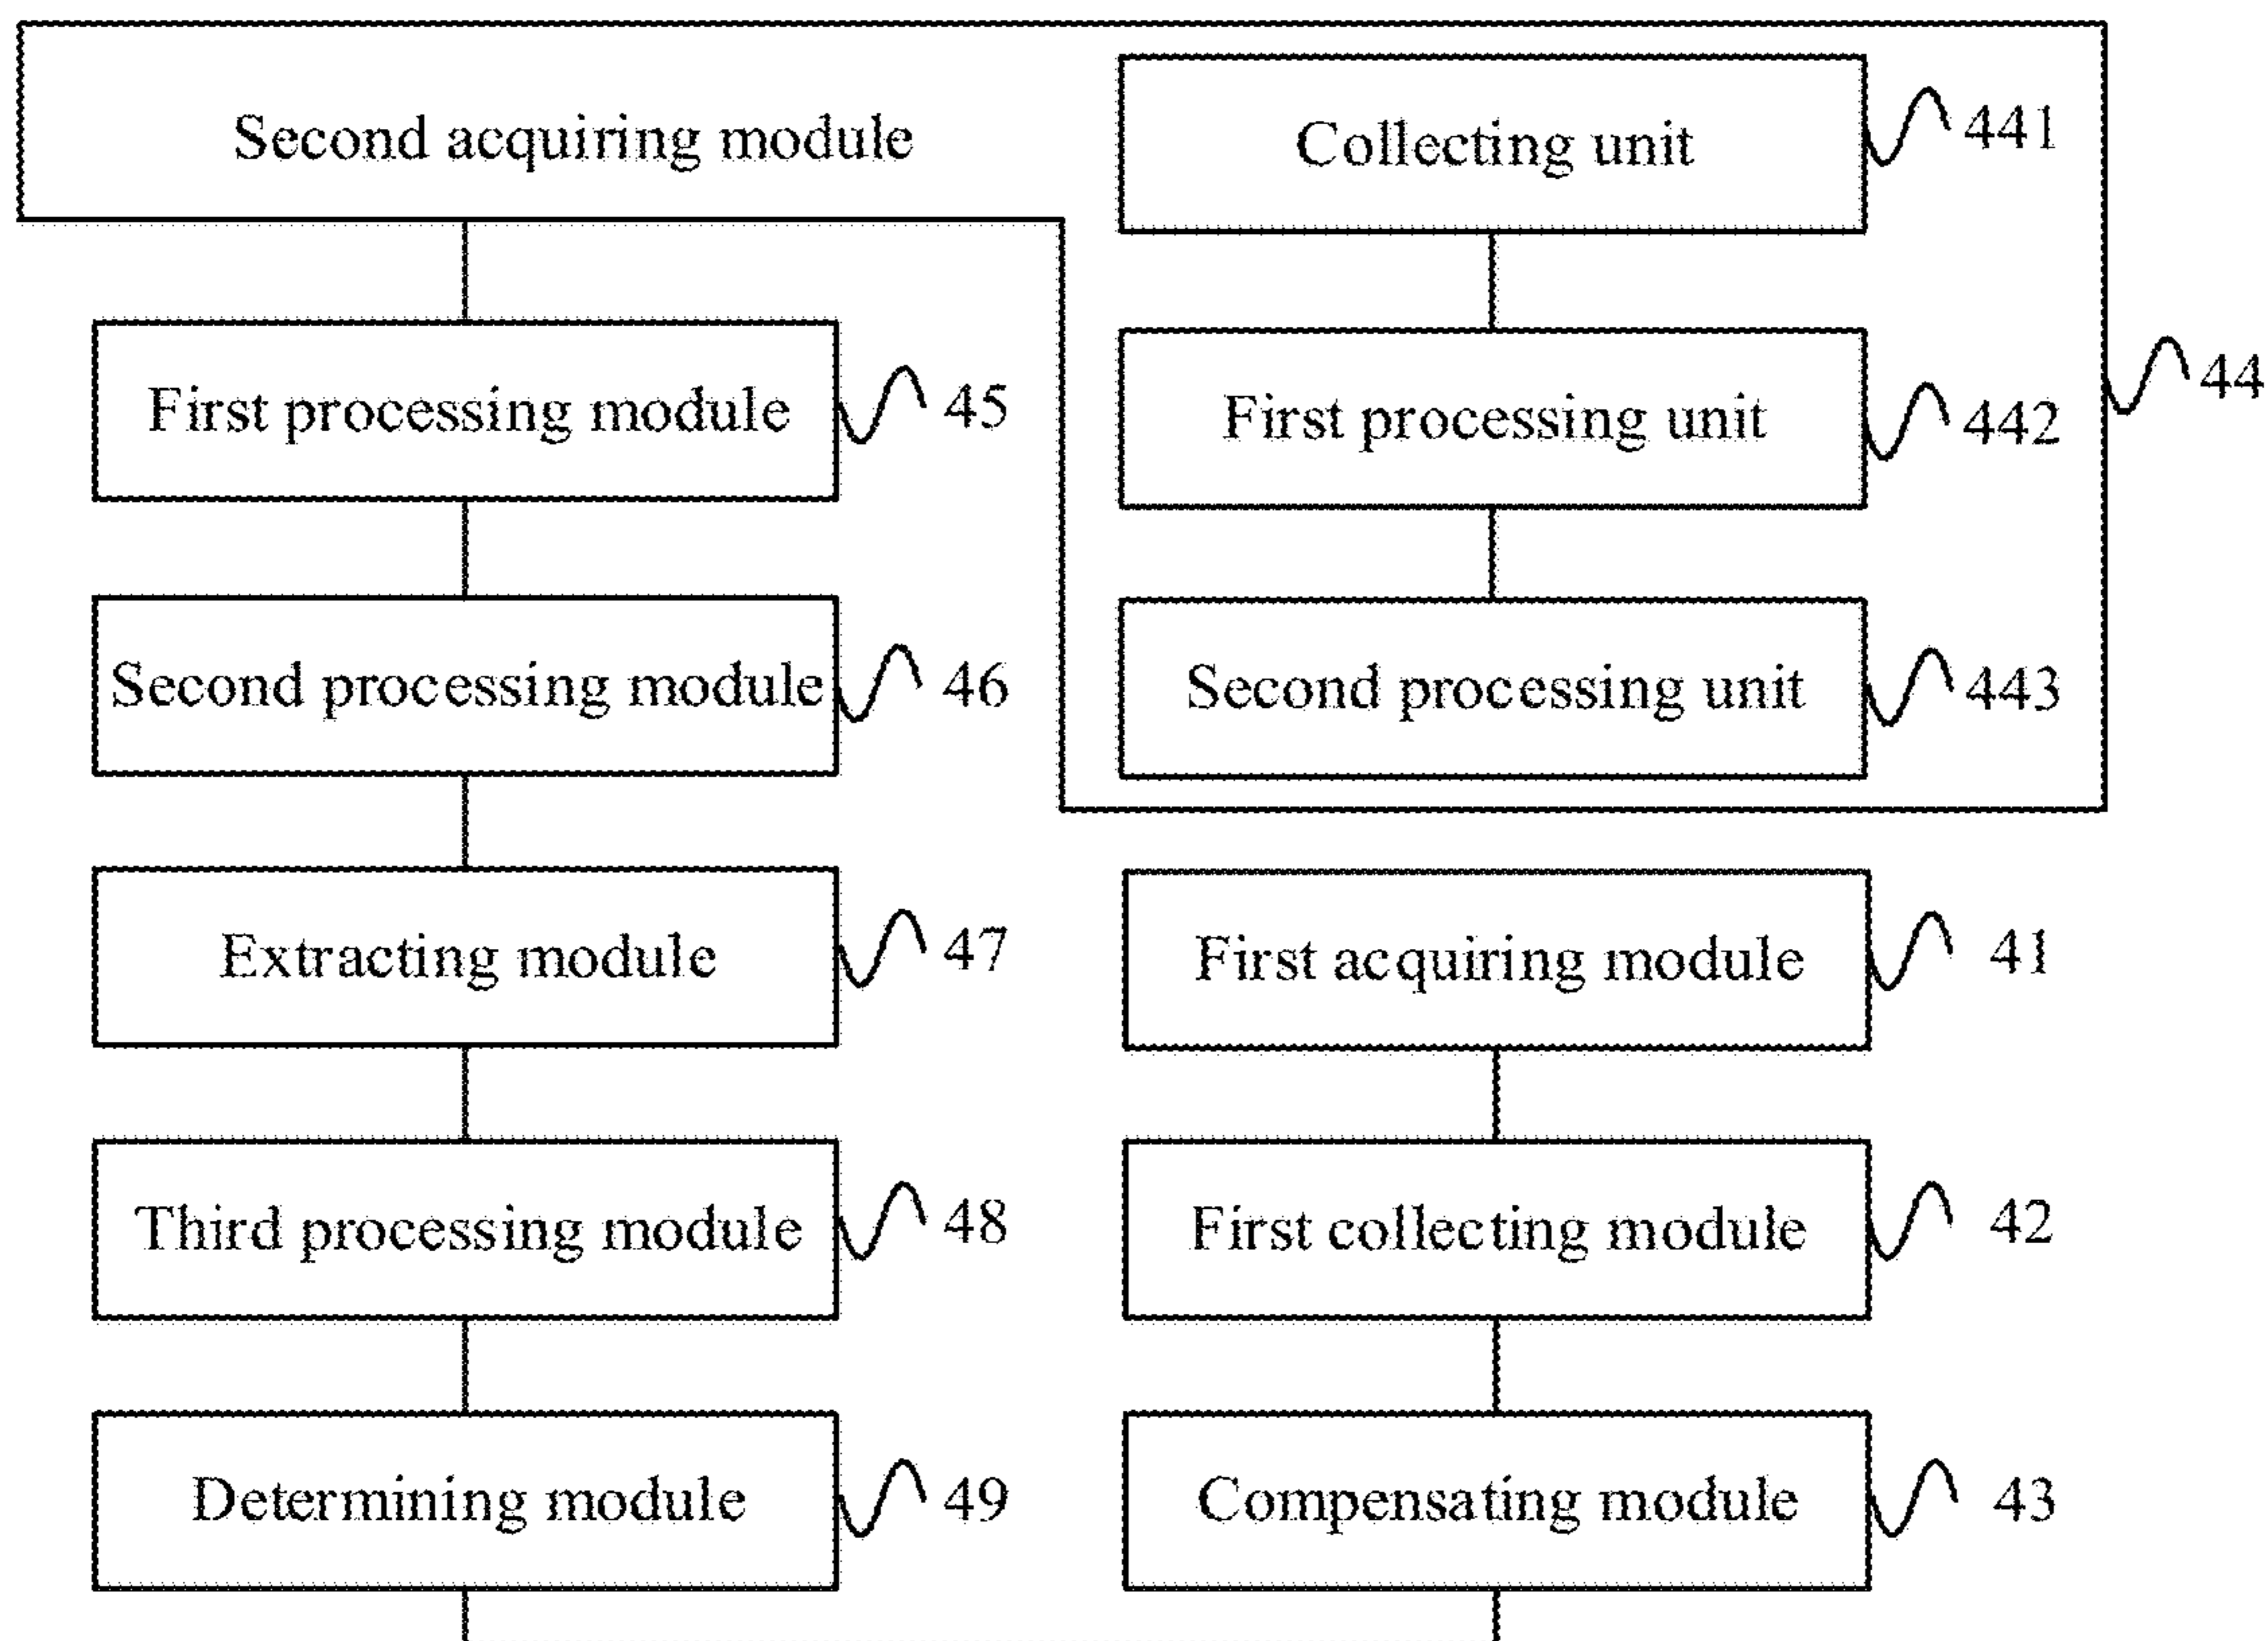 Second acquiring module
Collecting unit
441
First processing unit
442
Second processing unit
443
44
First processing module
45
Second processing module
46
Extracting module
47
Third processing module
48
Determining module
49
First acquiring module
41
First collecting module
42
Compensating module
43